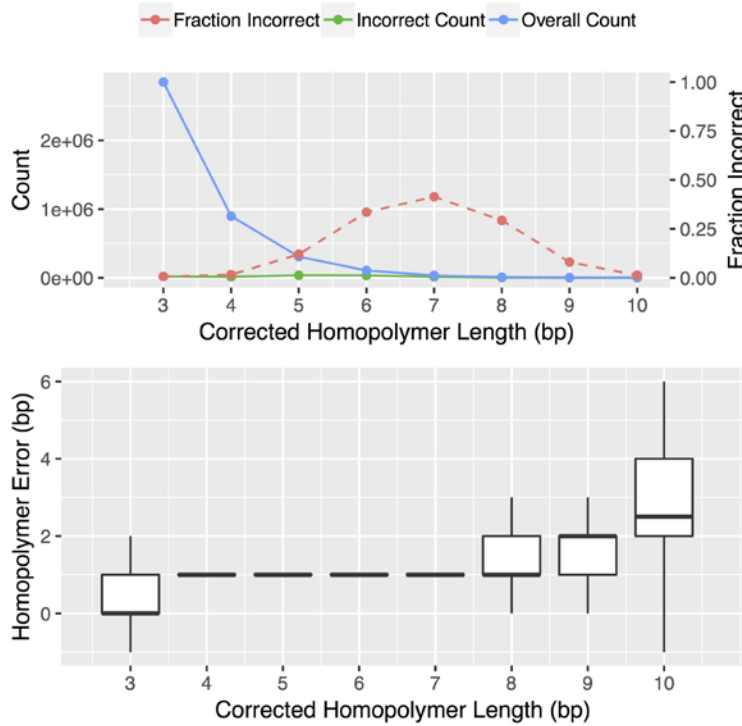 Fraction Incorrect Incorrect Count Overall Count
1.00
2e+06
0.75
1e+06
0.50
0.25
0e+00
0.00
Count
Fraction Incorrect
3 4 5 6 7 8 9 10
Corrected Homopolymer Length (bp)
6
4
2
0
Homopolymer Error (bp)
3 4 5 6 7 8 9 10
Corrected Homopolymer Length (bp)